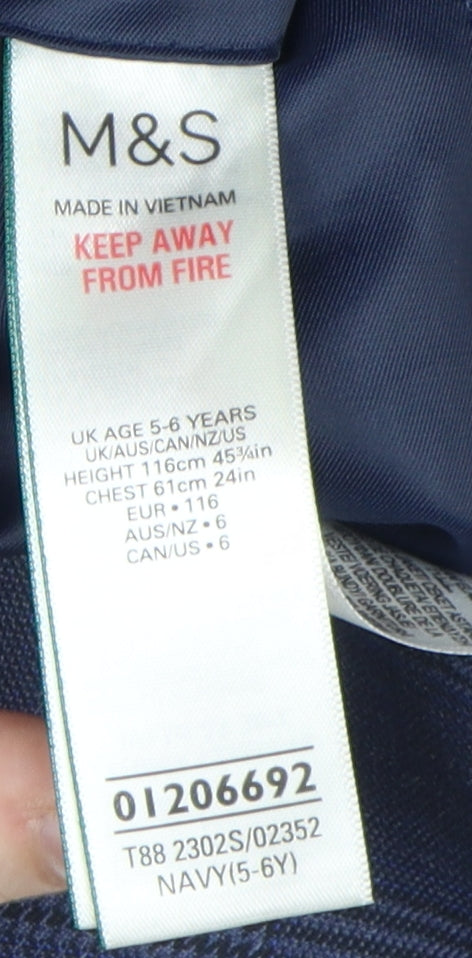 M&S
MADE IN VIETNAM
KEEP AWAY
FROM FIRE
UK AGE 5-6 YEARS
UK/AUS/CAN/NZ/US
HEIGHT 116cm 45¾in
CHEST 61cm 24in
EUR • 116
AUS/NZ • 6
CAN/US • 6
01206692
T88 2302S/02352
NAVY(5-6Y)